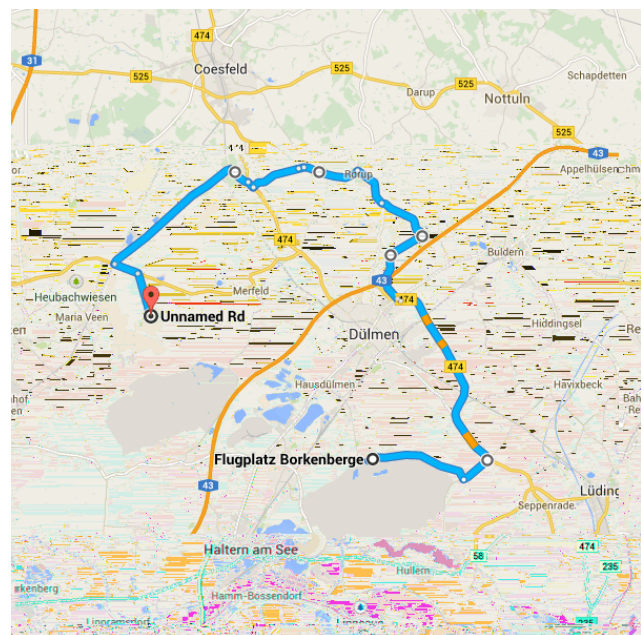 474
31
Coesfeld
525
525
Schapdetten
Darup
Nottuln
525
43
Appelhülsen
Rorup
474
Buldern
Merfeld
43
474
Heubachwiesen
Maria Veen
Unnamed Rd
Hiddingsel
Dülmen
474
Hausdülmen
Havixbeck
Flugplatz Borkenberge
43
Lüding
Seppenrade
474
Haltern am See
58
235
Hullern
Hamm-Bossendorf
235